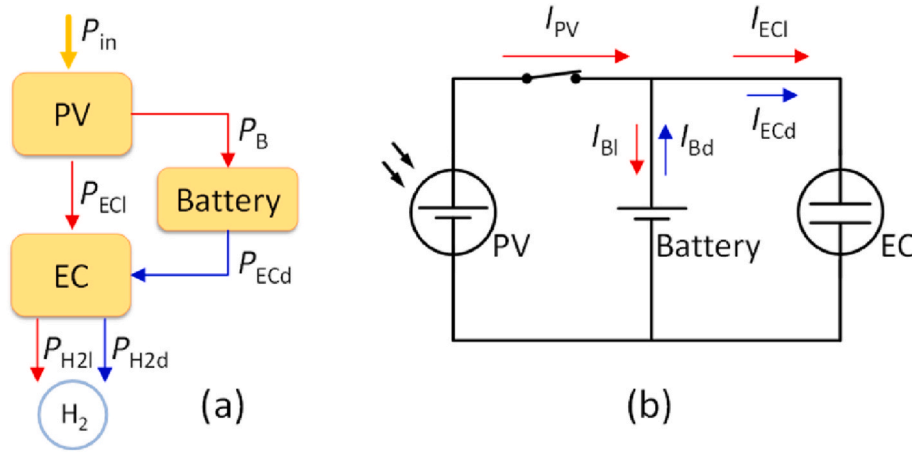 P_in
PV
P_B
P_ECl
Battery
EC
P_ECd
P_H2l
P_H2d
H₂
(a)
I_PV
I_ECl
I_ECd
I_Bl
I_Bd
PV
Battery
EC
(b)